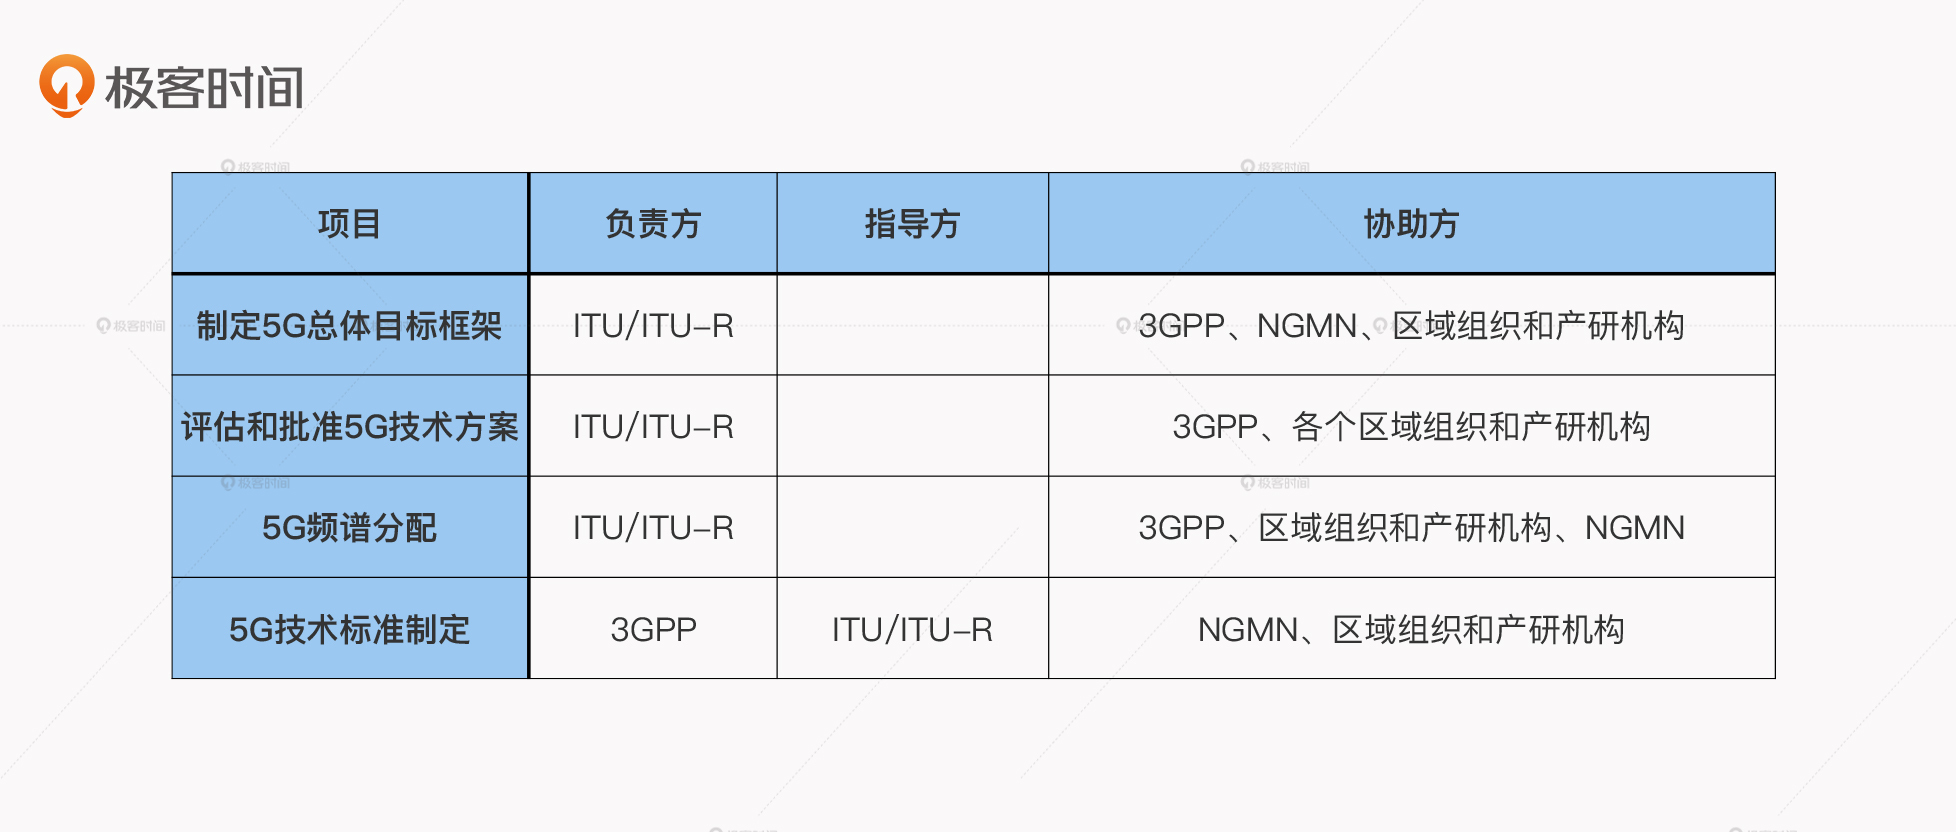 极客时间
项目 负责方 指导方 协助方
制定5G总体目标框架 ITU/ITU-R 3GPP、NGMN、区域组织和产研机构
评估和批准5G技术方案 ITU/ITU-R 3GPP、各个区域组织和产研机构
5G频谱分配 ITU/ITU-R 3GPP、区域组织和产研机构、NGMN
5G技术标准制定 3GPP ITU/ITU-R NGMN、区域组织和产研机构